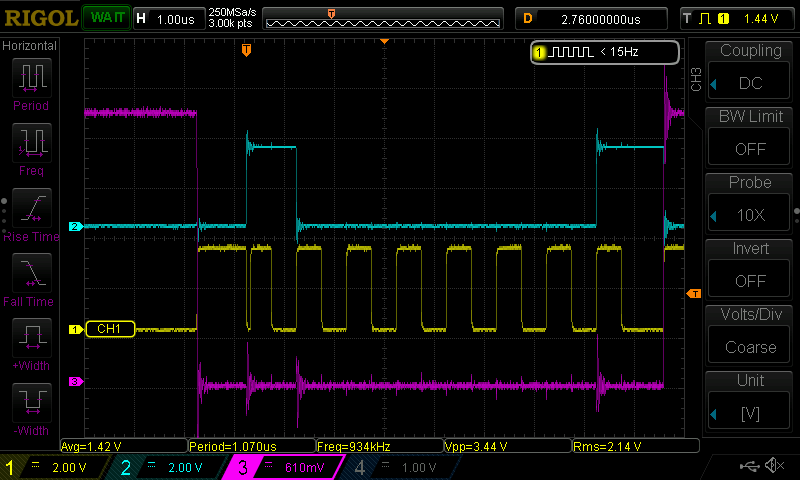 RIGOL WAIT H 1.00us 250MSa/s 3.00k pts D 2.76000000us T 1 1.44 V
Horizontal
T
1 < 15Hz
Period
Freq
Rise Time
Fall Time
+Width
-Width
2
1 CH1
3
T
CH3
Coupling
DC
BW Limit
OFF
Probe
10X
Invert
OFF
Volts/Div
Coarse
Unit
[V]
Avg=1.42 V Period=1.070us Freq=934kHz Vpp=3.44 V Rms=2.14 V
1 2.00 V 2 2.00 V 3 610mV 4 1.00 V